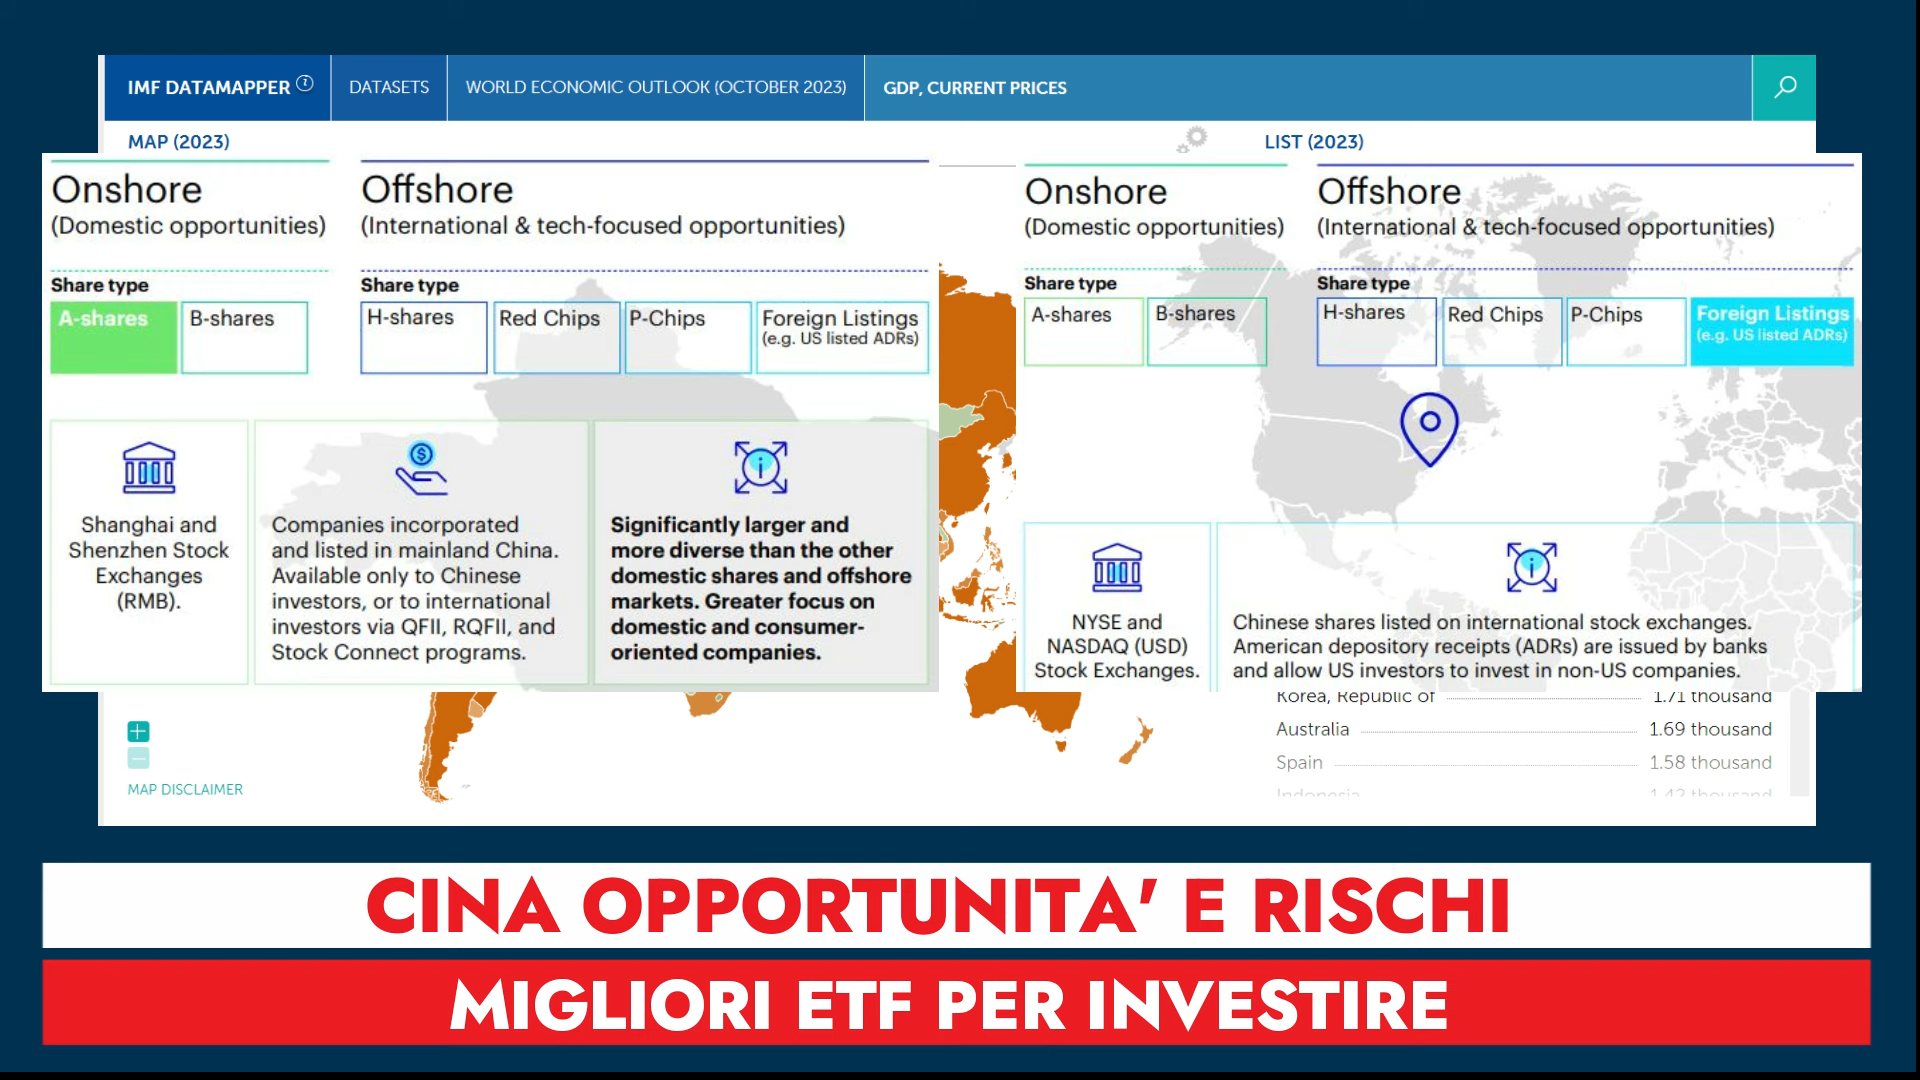 IMF DATAMAPPER
DATASETS
WORLD ECONOMIC OUTLOOK (OCTOBER 2023)
GDP, CURRENT PRICES
MAP (2023)
LIST (2023)
Onshore
(Domestic opportunities)
Offshore
(International & tech-focused opportunities)
Share type
A-shares
B-shares
Share type
H-shares
Red Chips
P-Chips
Foreign Listings
(e.g. US listed ADRs)
Shanghai and
Shenzhen Stock
Exchanges
(RMB).
Companies incorporated
and listed in mainland China.
Available only to Chinese
investors, or to international
investors via QFII, RQFII, and
Stock Connect programs.
Significantly larger and
more diverse than the other
domestic shares and offshore
markets. Greater focus on
domestic and consumer-
oriented companies.
Onshore
(Domestic opportunities)
Offshore
(International & tech-focused opportunities)
Share type
A-shares
B-shares
Share type
H-shares
Red Chips
P-Chips
Foreign Listings
(e.g. US listed ADRs)
NYSE and
NASDAQ (USD)
Stock Exchanges.
Chinese shares listed on international stock exchanges.
American depository receipts (ADRs) are issued by banks
and allow US investors to invest in non-US companies.
Korea, Republic of 1.71 thousand
Australia 1.69 thousand
Spain 1.58 thousand
Indonesia 1.42 thousand
MAP DISCLAIMER
CINA OPPORTUNITA' E RISCHI
MIGLIORI ETF PER INVESTIRE